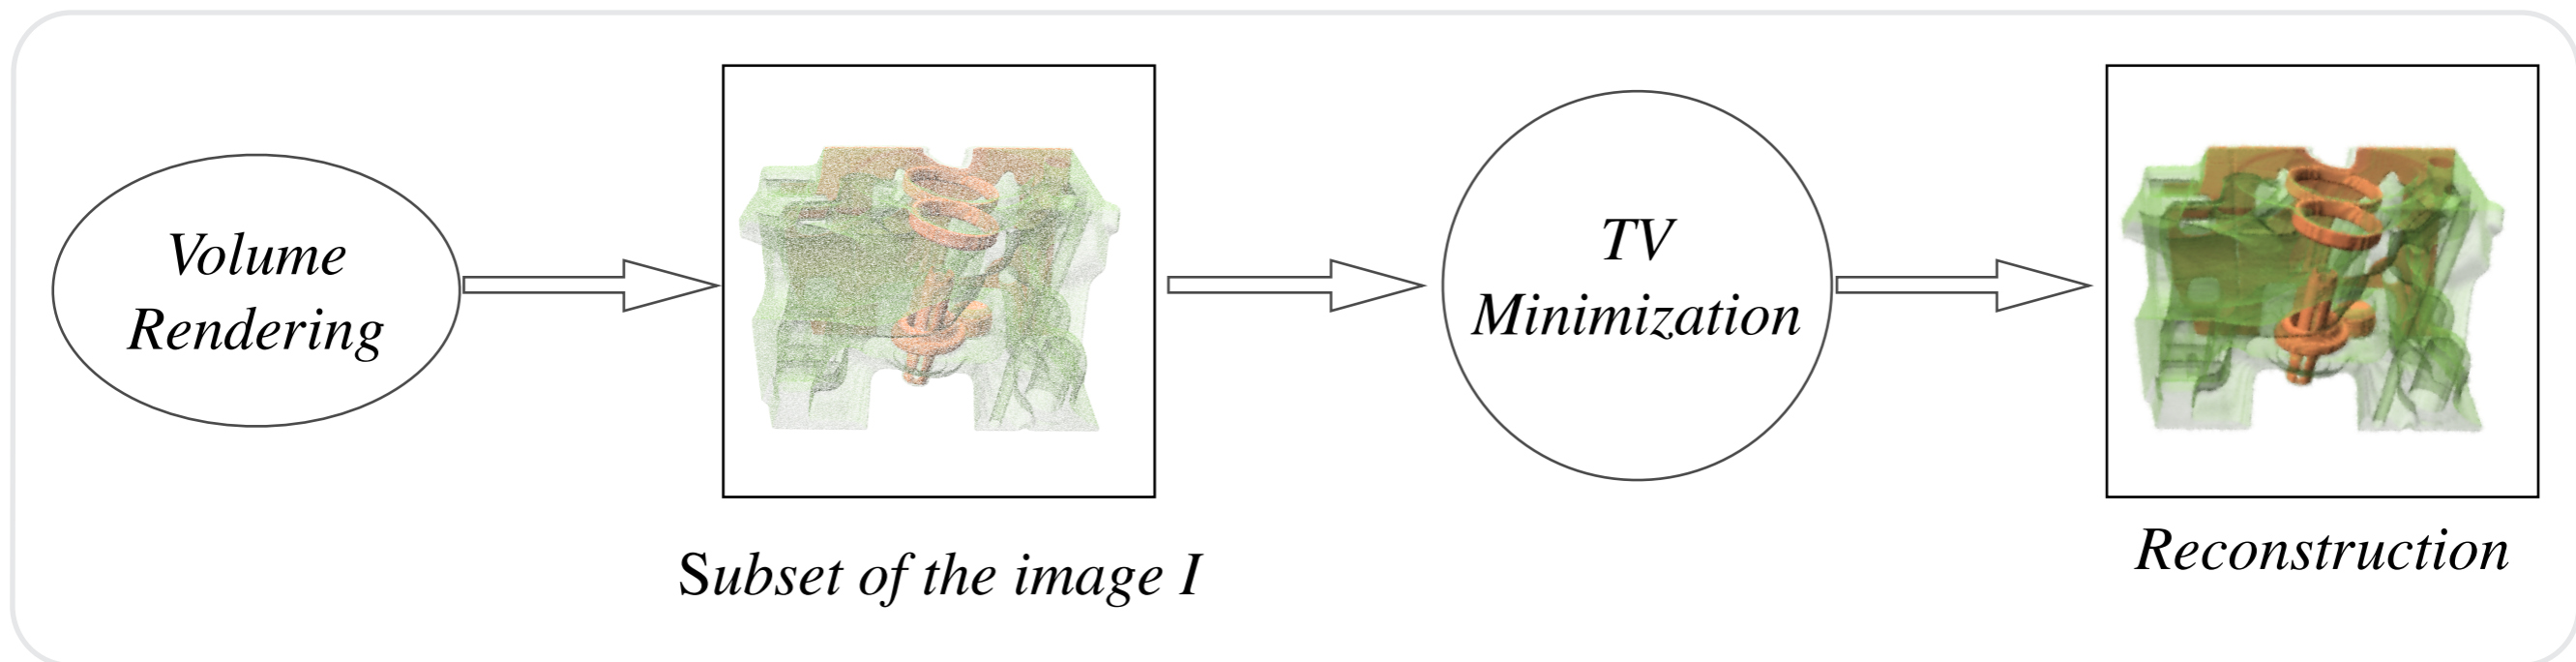 Volume
Rendering
Subset of the image I
TV
Minimization
Reconstruction